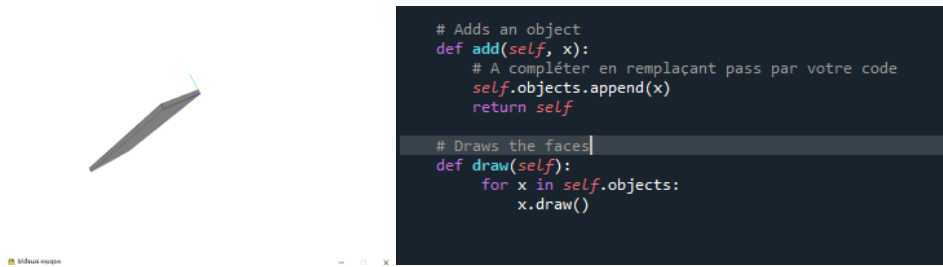 # Adds an object
def add(self, x):
# A compléter en remplaçant pass par votre code
self.objects.append(x)
return self
# Draws the faces
def draw(self):
for x in self.objects:
x.draw()